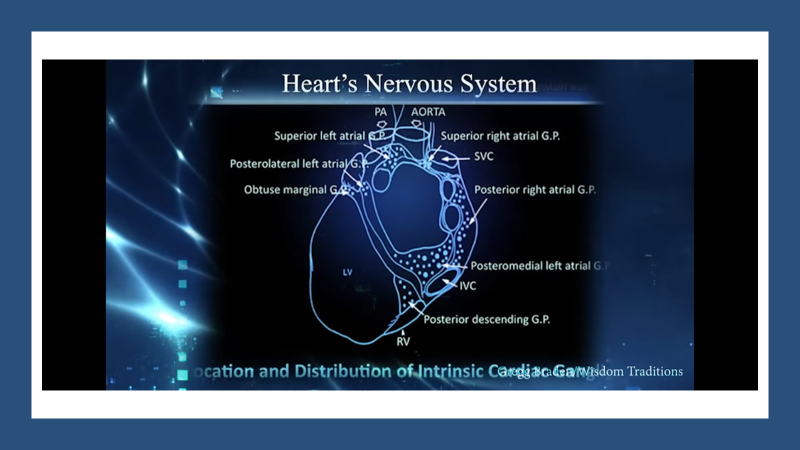 Heart's Nervous System
PA
AORTA
Superior left atrial G.P.
Superior right atrial G.P.
SVC
Posterolateral left atrial G.P.
Obtuse marginal G.P.
Posterior right atrial G.P.
LV
Posteromedial left atrial G.P.
IVC
Posterior descending G.P.
RV
ocation and Distribution of Intrinsic Cardiac
Gregg Braden Wisdom Traditions